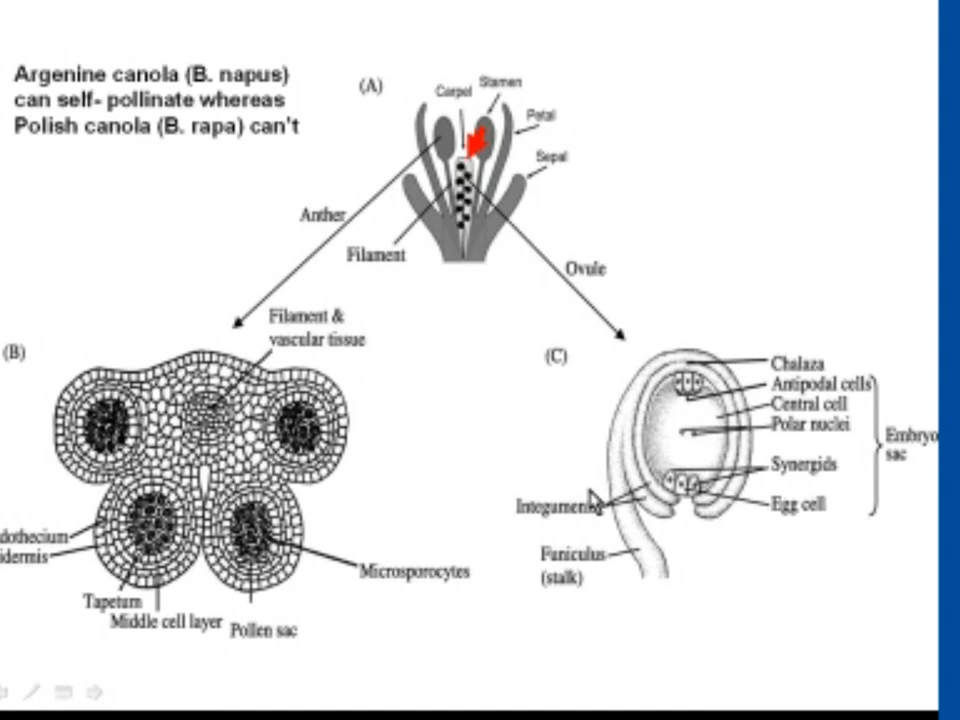 Argenine canola (B. napus)
can self- pollinate whereas
Polish canola (B. rapa) can't
(A)
Carpel
Stamen
Petal
Sepal
Anther
Filament
Ovule
(B)
Filament &
vascular tissue
dothecium
idermis
Tapetum
Middle cell layer
Pollen sac
Microsporocytes
(C)
Chalaza
Antipodal cells
Central cell
Polar nuclei
Synergids
Egg cell
Embryo
sac
Integuments
Funiculus
(stalk)